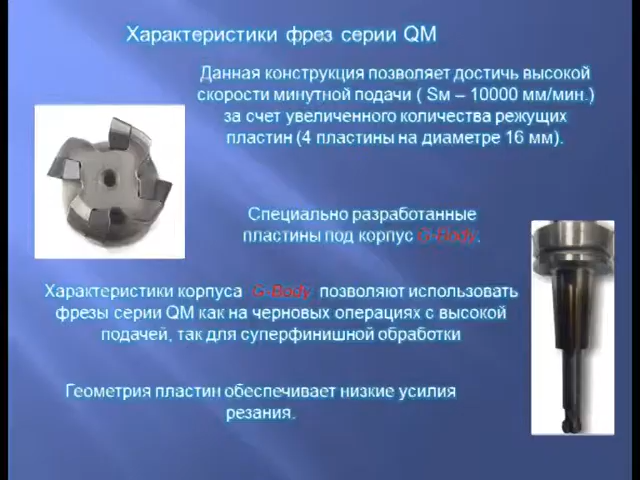 Характеристики фрез серии QM
Данная конструкция позволяет достичь высокой
скорости минутной подачи ( Sм – 10000 мм/мин.)
за счет увеличенного количества режущих
пластин (4 пластины на диаметре 16 мм).
Специально разработанные
пластины под корпус G-Body.
Характеристики корпуса G-Body позволяют использовать
фрезы серии QM как на черновых операциях с высокой
подачей, так для суперфинишной обработки
Геометрия пластин обеспечивает низкие усилия
резания.